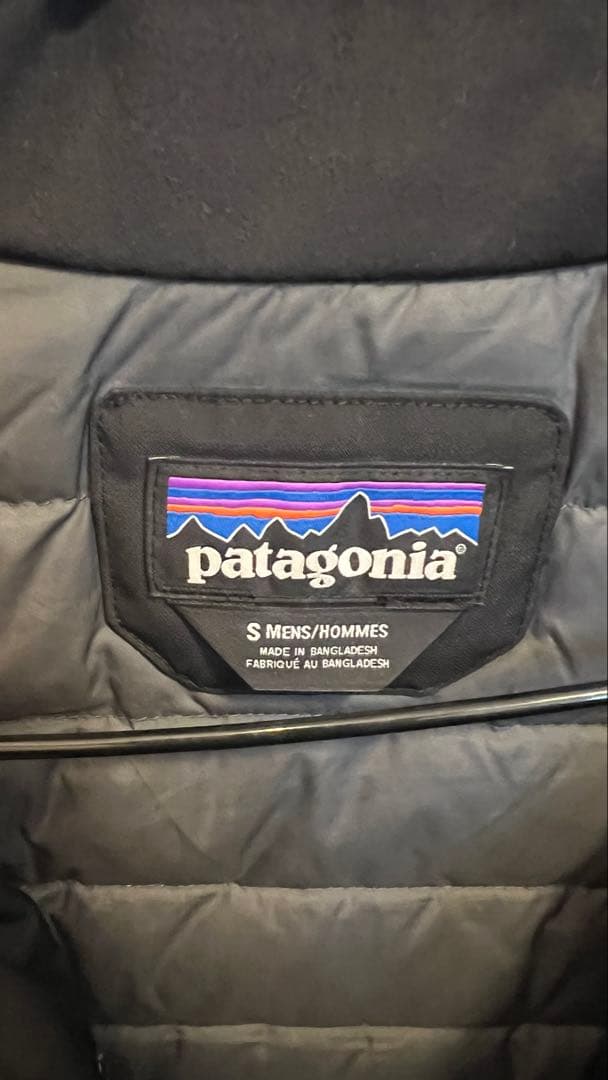 patagonia®
S MENS/HOMMES
MADE IN BANGLADESH
FABRIQUÉ AU BANGLADESH